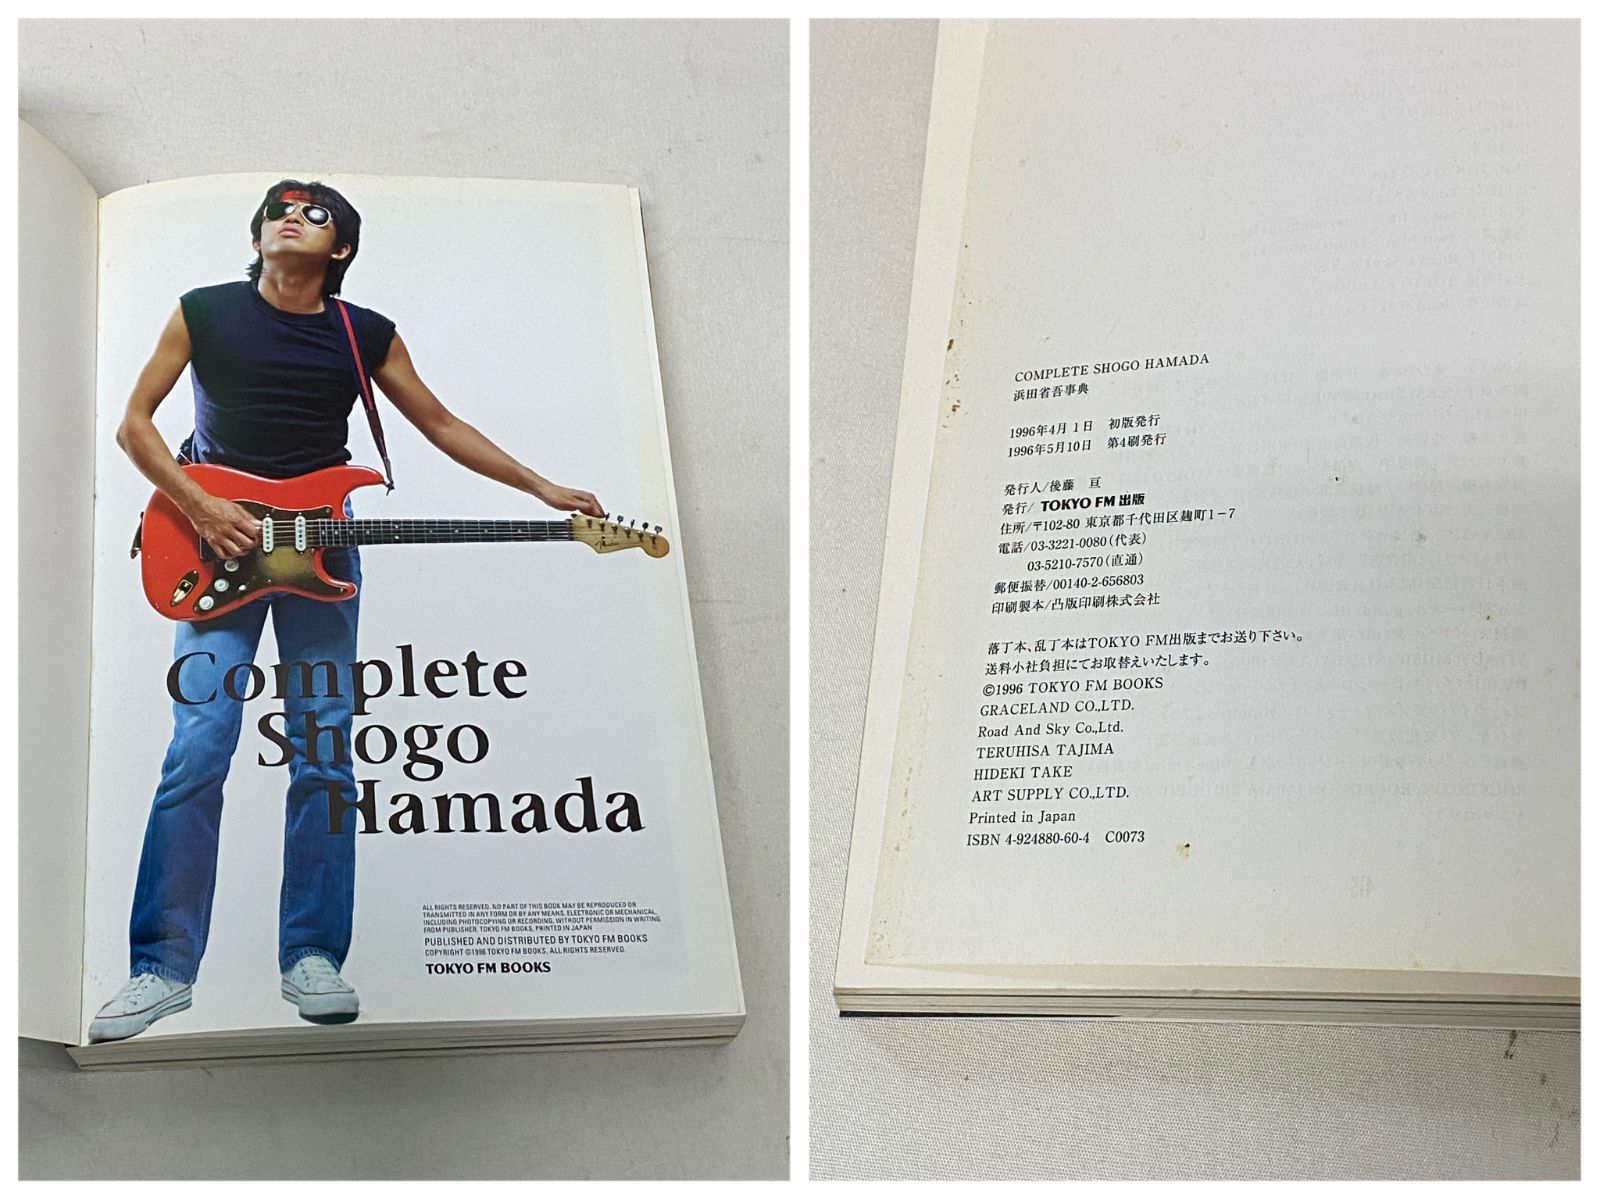 Complete
Shogo
Hamada
ALL RIGHTS RESERVED. NO PART OF THIS BOOK MAY BE REPRODUCED OR
TRANSMITTED IN ANY FORM OR BY ANY MEANS, ELECTRONIC OR MECHANICAL,
INCLUDING PHOTOCOPYING OR RECORDING, WITHOUT PERMISSION IN WRITING
FROM PUBLISHER. TOKYO FM BOOKS, PRINTED IN JAPAN
PUBLISHED AND DISTRIBUTED BY TOKYO FM BOOKS
COPYRIGHT ©1996 TOKYO FM BOOKS, ALL RIGHTS RESERVED.
TOKYO FM BOOKS
COMPLETE SHOGO HAMADA
浜田省吾事典
1996年4月1日 初版発行
1996年5月10日 第4刷発行
発行人/後藤 亘
発行/TOKYO FM出版
住所/〒102-80 東京都千代田区麹町1-7
電話/03-3221-0080(代表)
03-5210-7570(直通)
郵便振替/00140-2-656803
印刷製本/凸版印刷株式会社
落丁本、乱丁本はTOKYO FM出版までお送り下さい。
送料小社負担にてお取替えいたします。
©1996 TOKYO FM BOOKS
GRACELAND CO.,LTD.
Road And Sky Co.,Ltd.
TERUHISA TAJIMA
HIDEKI TAKE
ART SUPPLY CO.,LTD.
Printed in Japan
ISBN 4-924880-60-4 C0073